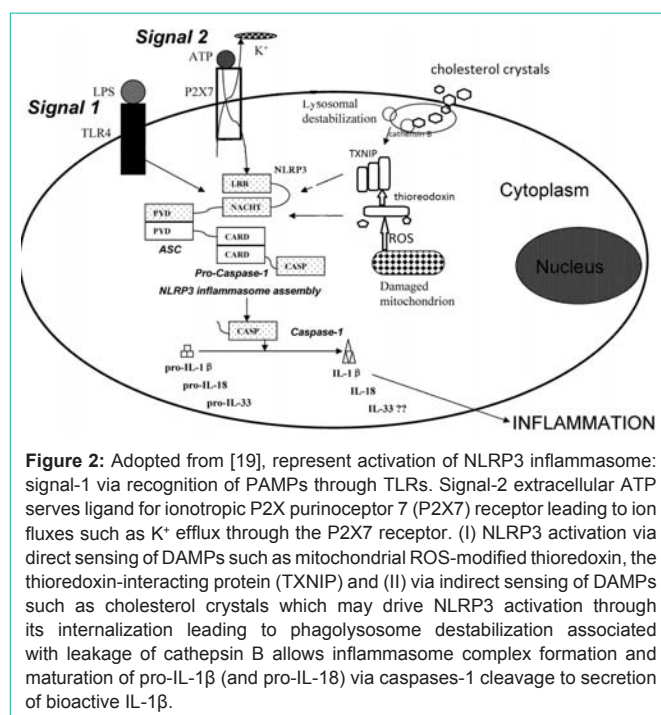 Signal 2
K⁺
ATP
P2X7
LPS
Signal 1
TLR4
cholesterol crystals
Lysosomal
destabilization
cathepsin B
TXNIP
NLRP3
LRR
NACHT
thioreodoxin
Cytoplasm
PYD
PYD
ASC
CARD
CARD
CASP
Pro-Caspase-1
NLRP3 inflammasome assembly
ROS
Damaged
mitochondrion
Nucleus
CASP
Caspase-1
pro-IL-1 β
pro-IL-18
pro-IL-33
IL-1 β
IL-18
IL-33 ??
INFLAMMATION
Figure 2: Adopted from [19], represent activation of NLRP3 inflammasome:
signal-1 via recognition of PAMPs through TLRs. Signal-2 extracellular ATP
serves ligand for ionotropic P2X purinoceptor 7 (P2X7) receptor leading to ion
fluxes such as K⁺ efflux through the P2X7 receptor. (I) NLRP3 activation via
direct sensing of DAMPs such as mitochondrial ROS-modified thioredoxin, the
thioredoxin-interacting protein (TXNIP) and (II) via indirect sensing of DAMPs
such as cholesterol crystals which may drive NLRP3 activation through
its internalization leading to phagolysosome destabilization associated
with leakage of cathepsin B allows inflammasome complex formation and
maturation of pro-IL-1β (and pro-IL-18) via caspases-1 cleavage to secretion
of bioactive IL-1β.